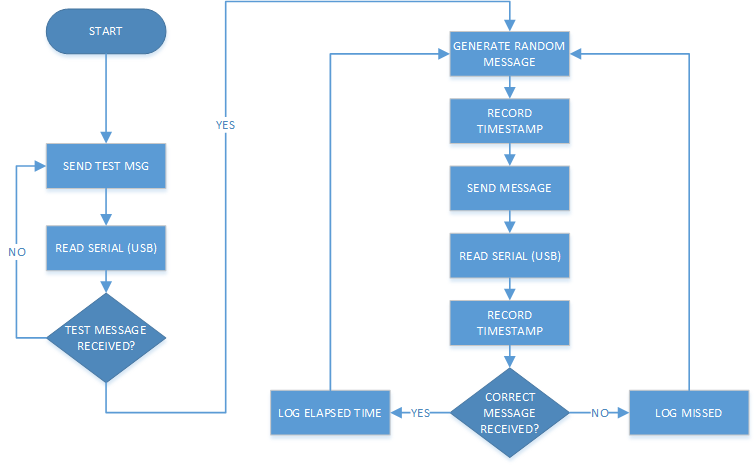 START
SEND TEST MSG
READ SERIAL (USB)
NO
TEST MESSAGE
RECEIVED?
YES
GENERATE RANDOM
MESSAGE
RECORD
TIMESTAMP
SEND MESSAGE
READ SERIAL (USB)
RECORD
TIMESTAMP
CORRECT
MESSAGE
RECEIVED?
YES
LOG ELAPSED TIME
NO
LOG MISSED